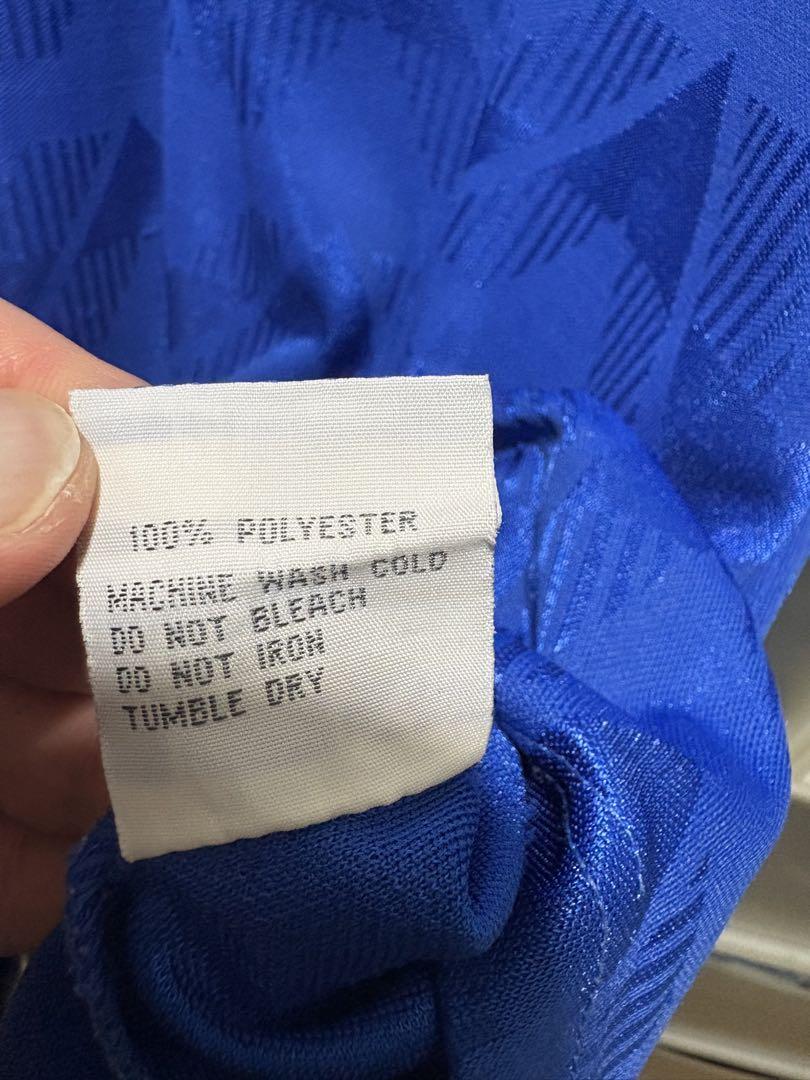 100% POLYESTER
MACHINE WASH COLD
DO NOT BLEACH
DO NOT IRON
TUMBLE DRY